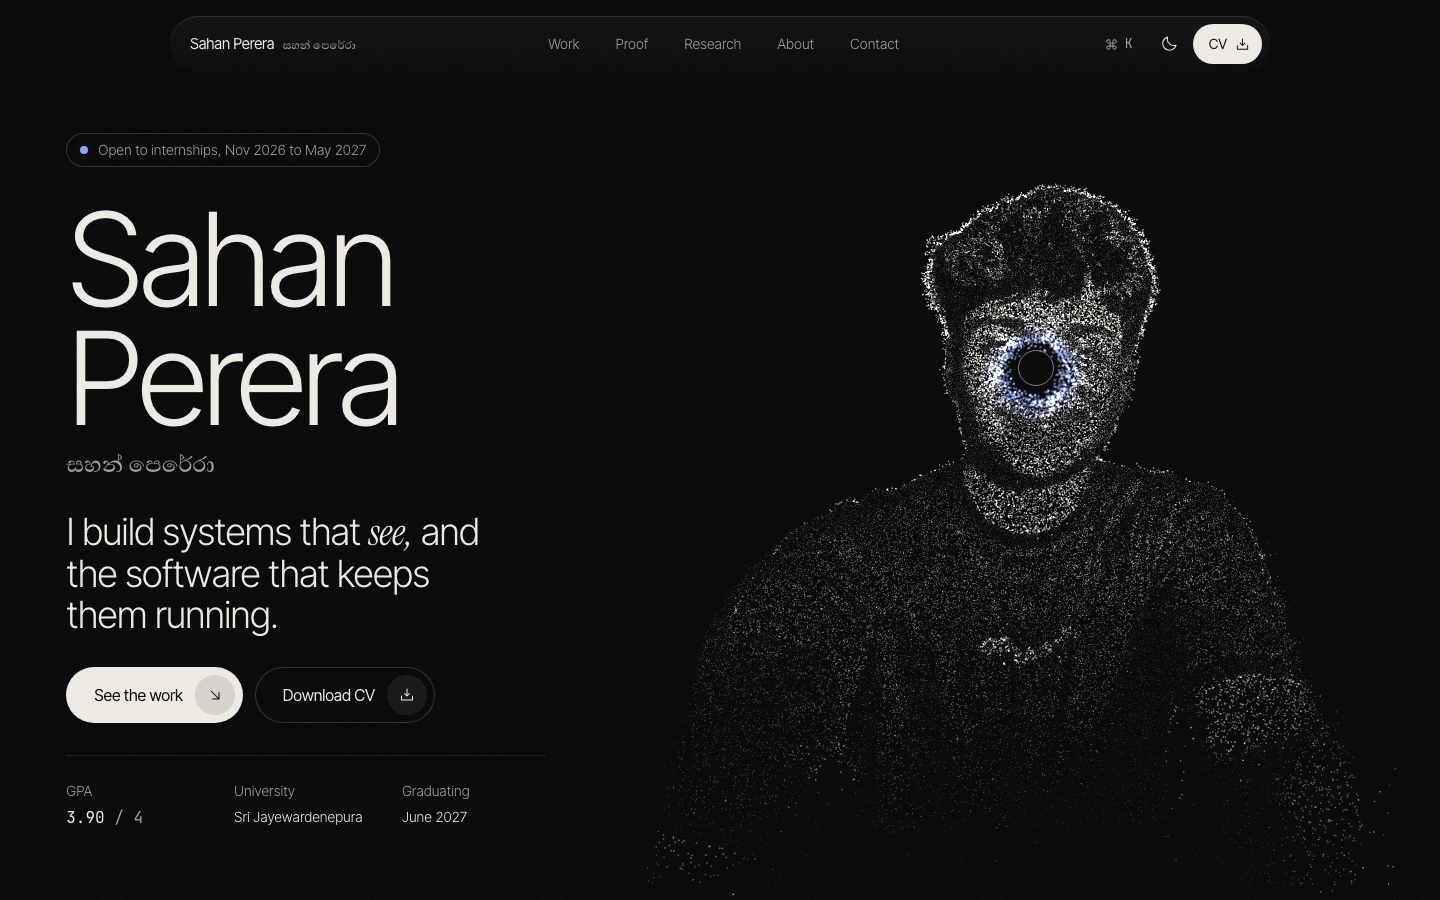 Sahan Perera සහන් පෙරේරා
Work
Proof
Research
About
Contact
⌘ K
CV
Open to internships, Nov 2026 to May 2027
Sahan
Perera
සහන් පෙරේරා
I build systems that see, and
the software that keeps
them running.
See the work
Download CV
GPA
3.90 / 4
University
Sri Jayewardenepura
Graduating
June 2027